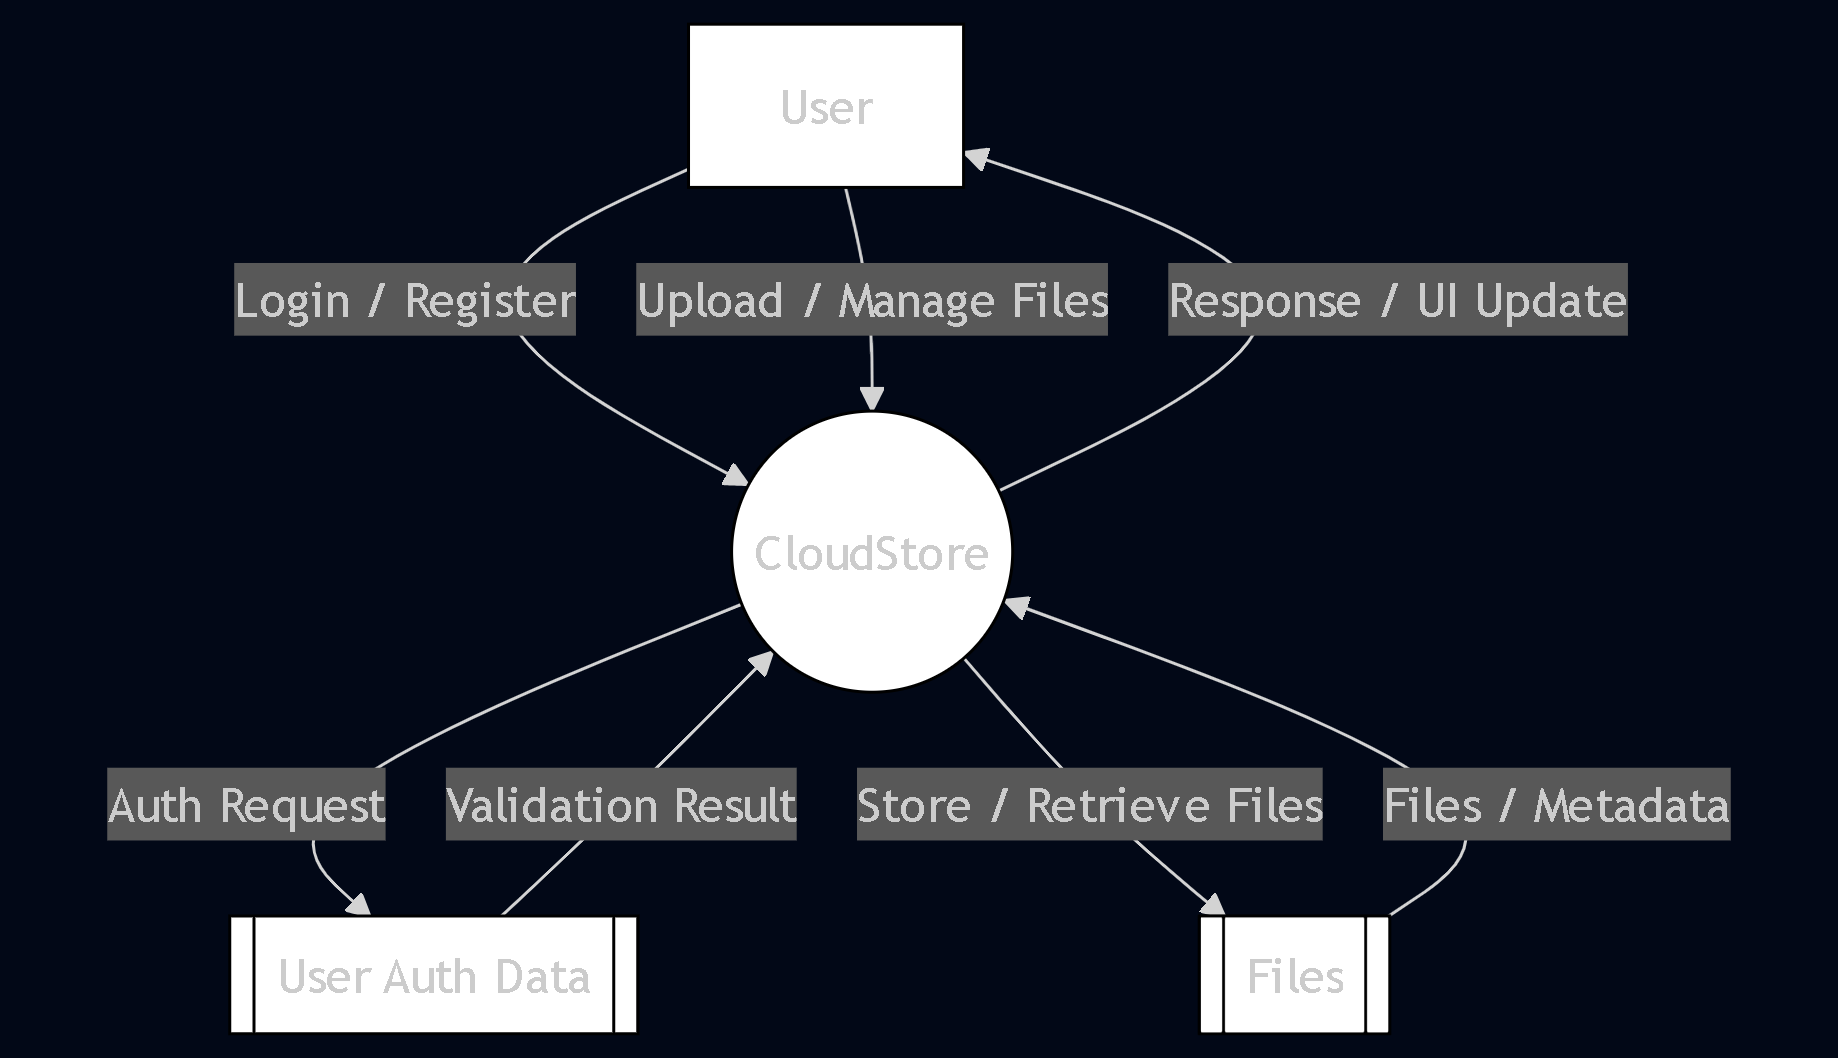 User
Login / Register
Upload / Manage Files
Response / UI Update
CloudStore
Auth Request
Validation Result
Store / Retrieve Files
Files / Metadata
User Auth Data
Files